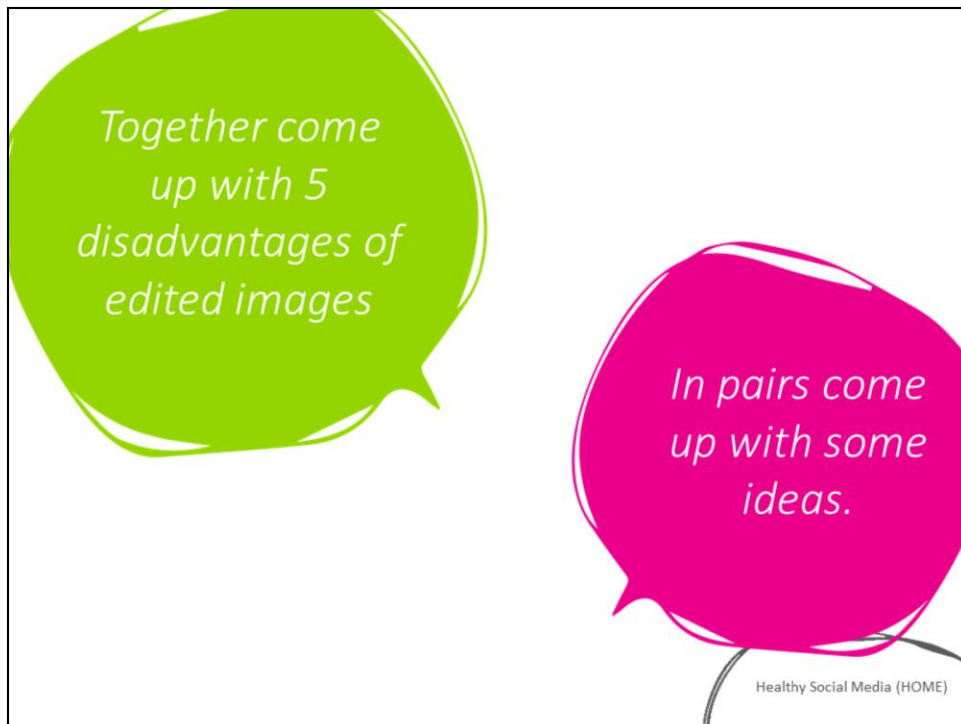 Together come
up with 5
disadvantages of
edited images
In pairs come
up with some
ideas.
Healthy Social Media (HOME)